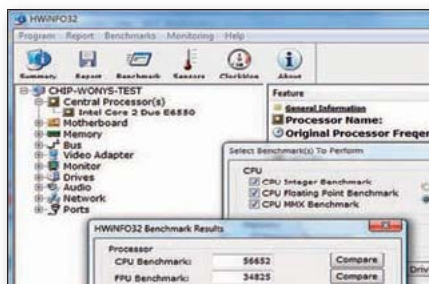 HWiNFO32
Program Report Benchmarks Monitoring Help
Summary Report Benchmark Sensors Clocking About
CHIP-WONYS-TEST
Central Processor(s)
Intel Core 2 Duo E6550
Motherboard
Memory
Bus
Video Adapter
Monitor
Drives
Audio
Network
Ports
Feature
General Information
Processor Name:
Original Processor Freqer
Select Benchmark(s) To Perform
CPU
CPU Integer Benchmark
CPU Floating Point Benchmark
CPU MMX Benchmark
HWiNFO32 Benchmark Results
Processor
CPU Benchmark: 56652 Compare
FPU Benchmark: 34825 Compare
Driv